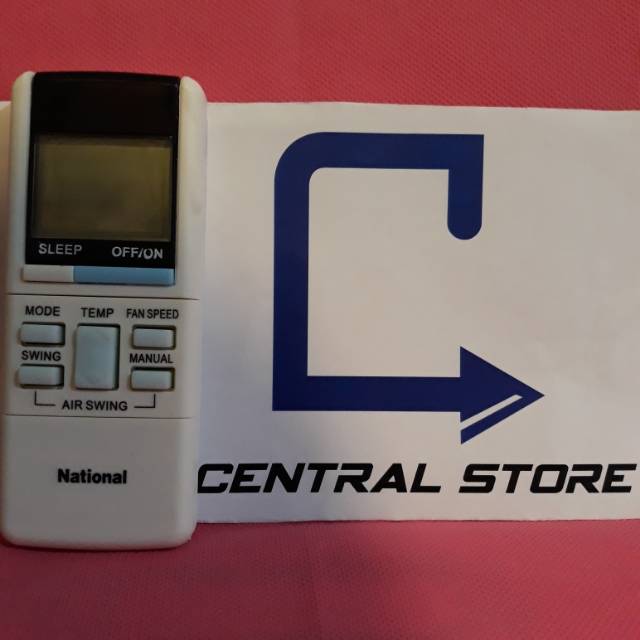 SLEEP OFF/ON
MODE TEMP FAN SPEED
SWING MANUAL
AIR SWING
National
CENTRAL STORE